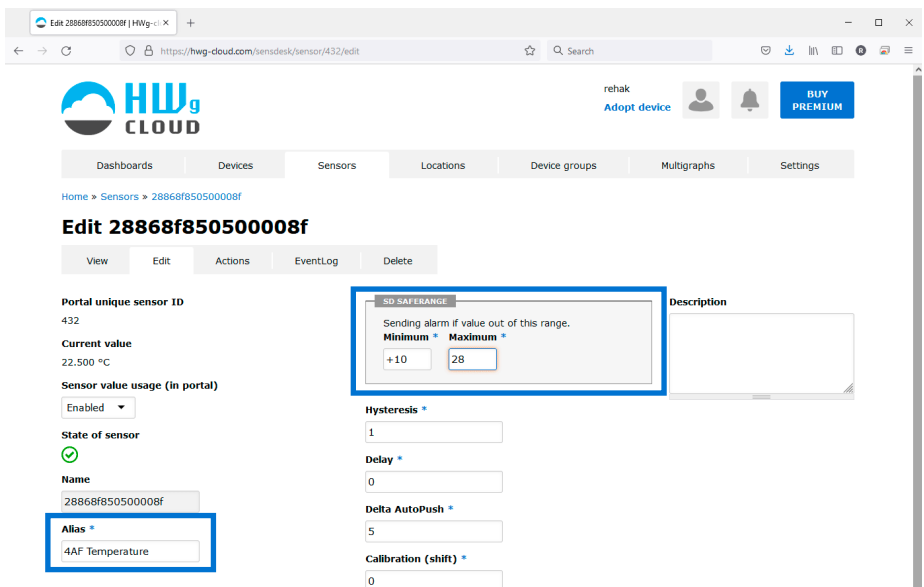 Edit 28868f850500008f | HWg-cl
https://hwg-cloud.com/sensdesk/sensor/432/edit
Search
HWg
CLOUD
rehak
Adopt device
BUY
PREMIUM
Dashboards
Devices
Sensors
Locations
Device groups
Multigraphs
Settings
Home » Sensors » 28868f850500008f
Edit 28868f850500008f
View
Edit
Actions
EventLog
Delete
Portal unique sensor ID
432
Current value
22.500 °C
Sensor value usage (in portal)
Enabled
State of sensor
Name
28868f850500008f
Alias *
4AF Temperature
SD SAFERANGE
Sending alarm if value out of this range.
Minimum * Maximum *
+10 28
Hysteresis *
1
Delay *
0
Delta AutoPush *
5
Calibration (shift) *
0
Description